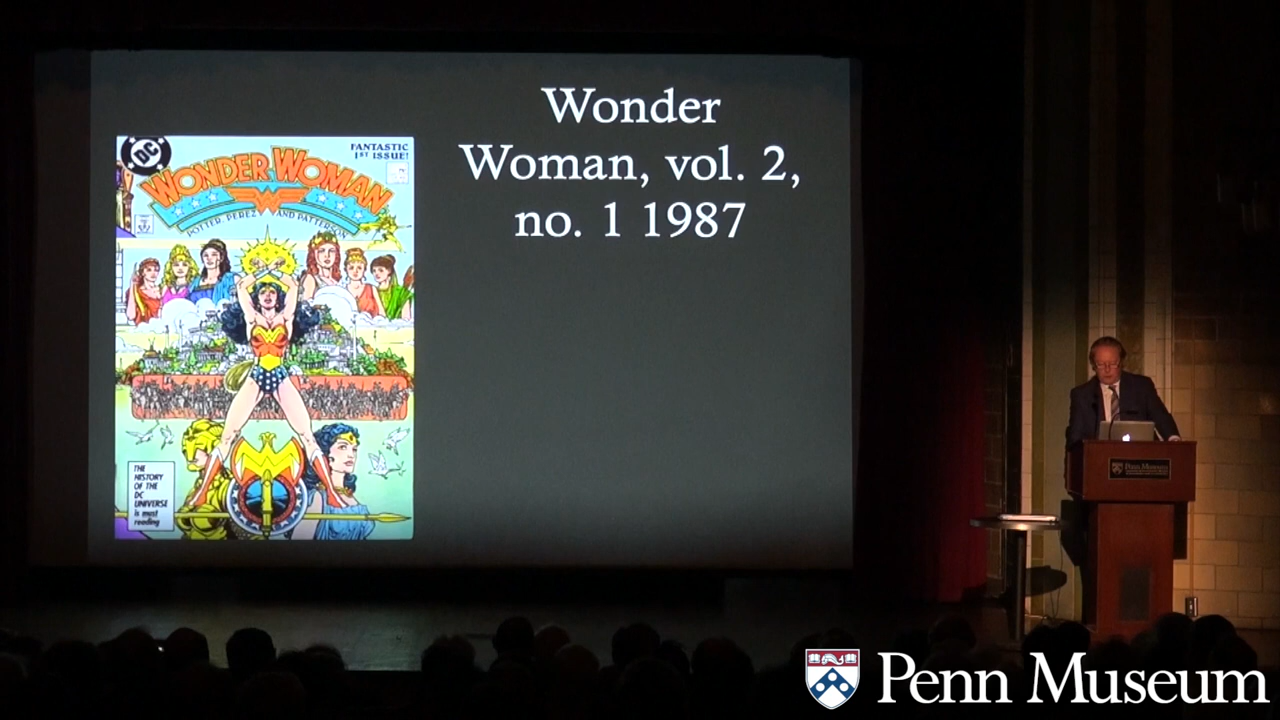 Wonder
Woman, vol. 2,
no. 1 1987
DC
FANTASTIC
1ST ISSUE!
WONDER WOMAN
POTTER, PEREZ AND PATTERSON
THE
HISTORY
OF THE
DC
UNIVERSE
is must
reading
Penn Museum
Penn Museum